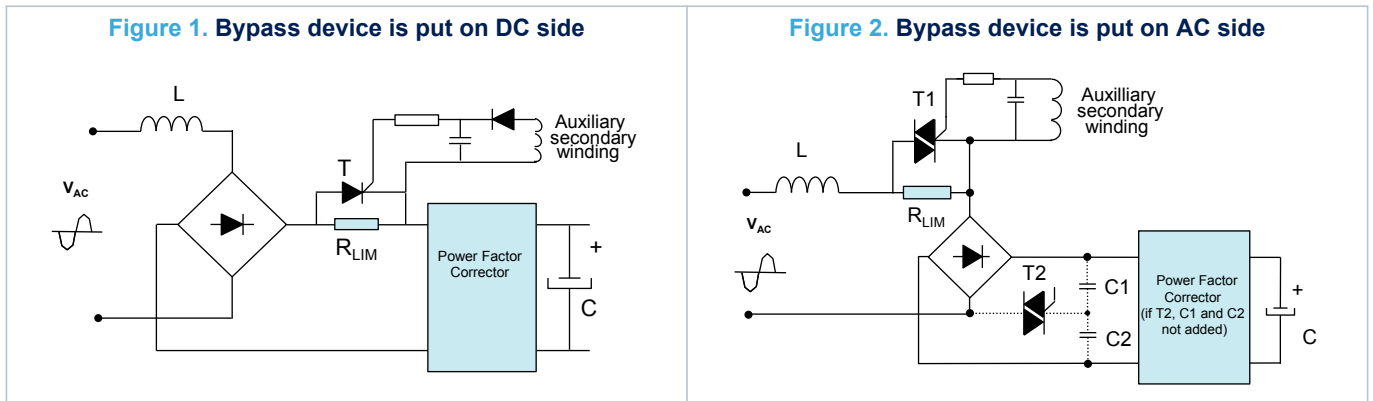 Figure 1. Bypass device is put on DC side
L
Auxiliary
secondary
winding
T
VAC
RLIM
Power Factor
Corrector
+
C
Figure 2. Bypass device is put on AC side
T1
Auxilliary
secondary
winding
L
RLIM
VAC
T2
C1
C2
Power Factor
Corrector
(if T2, C1 and C2
not added)
+
C